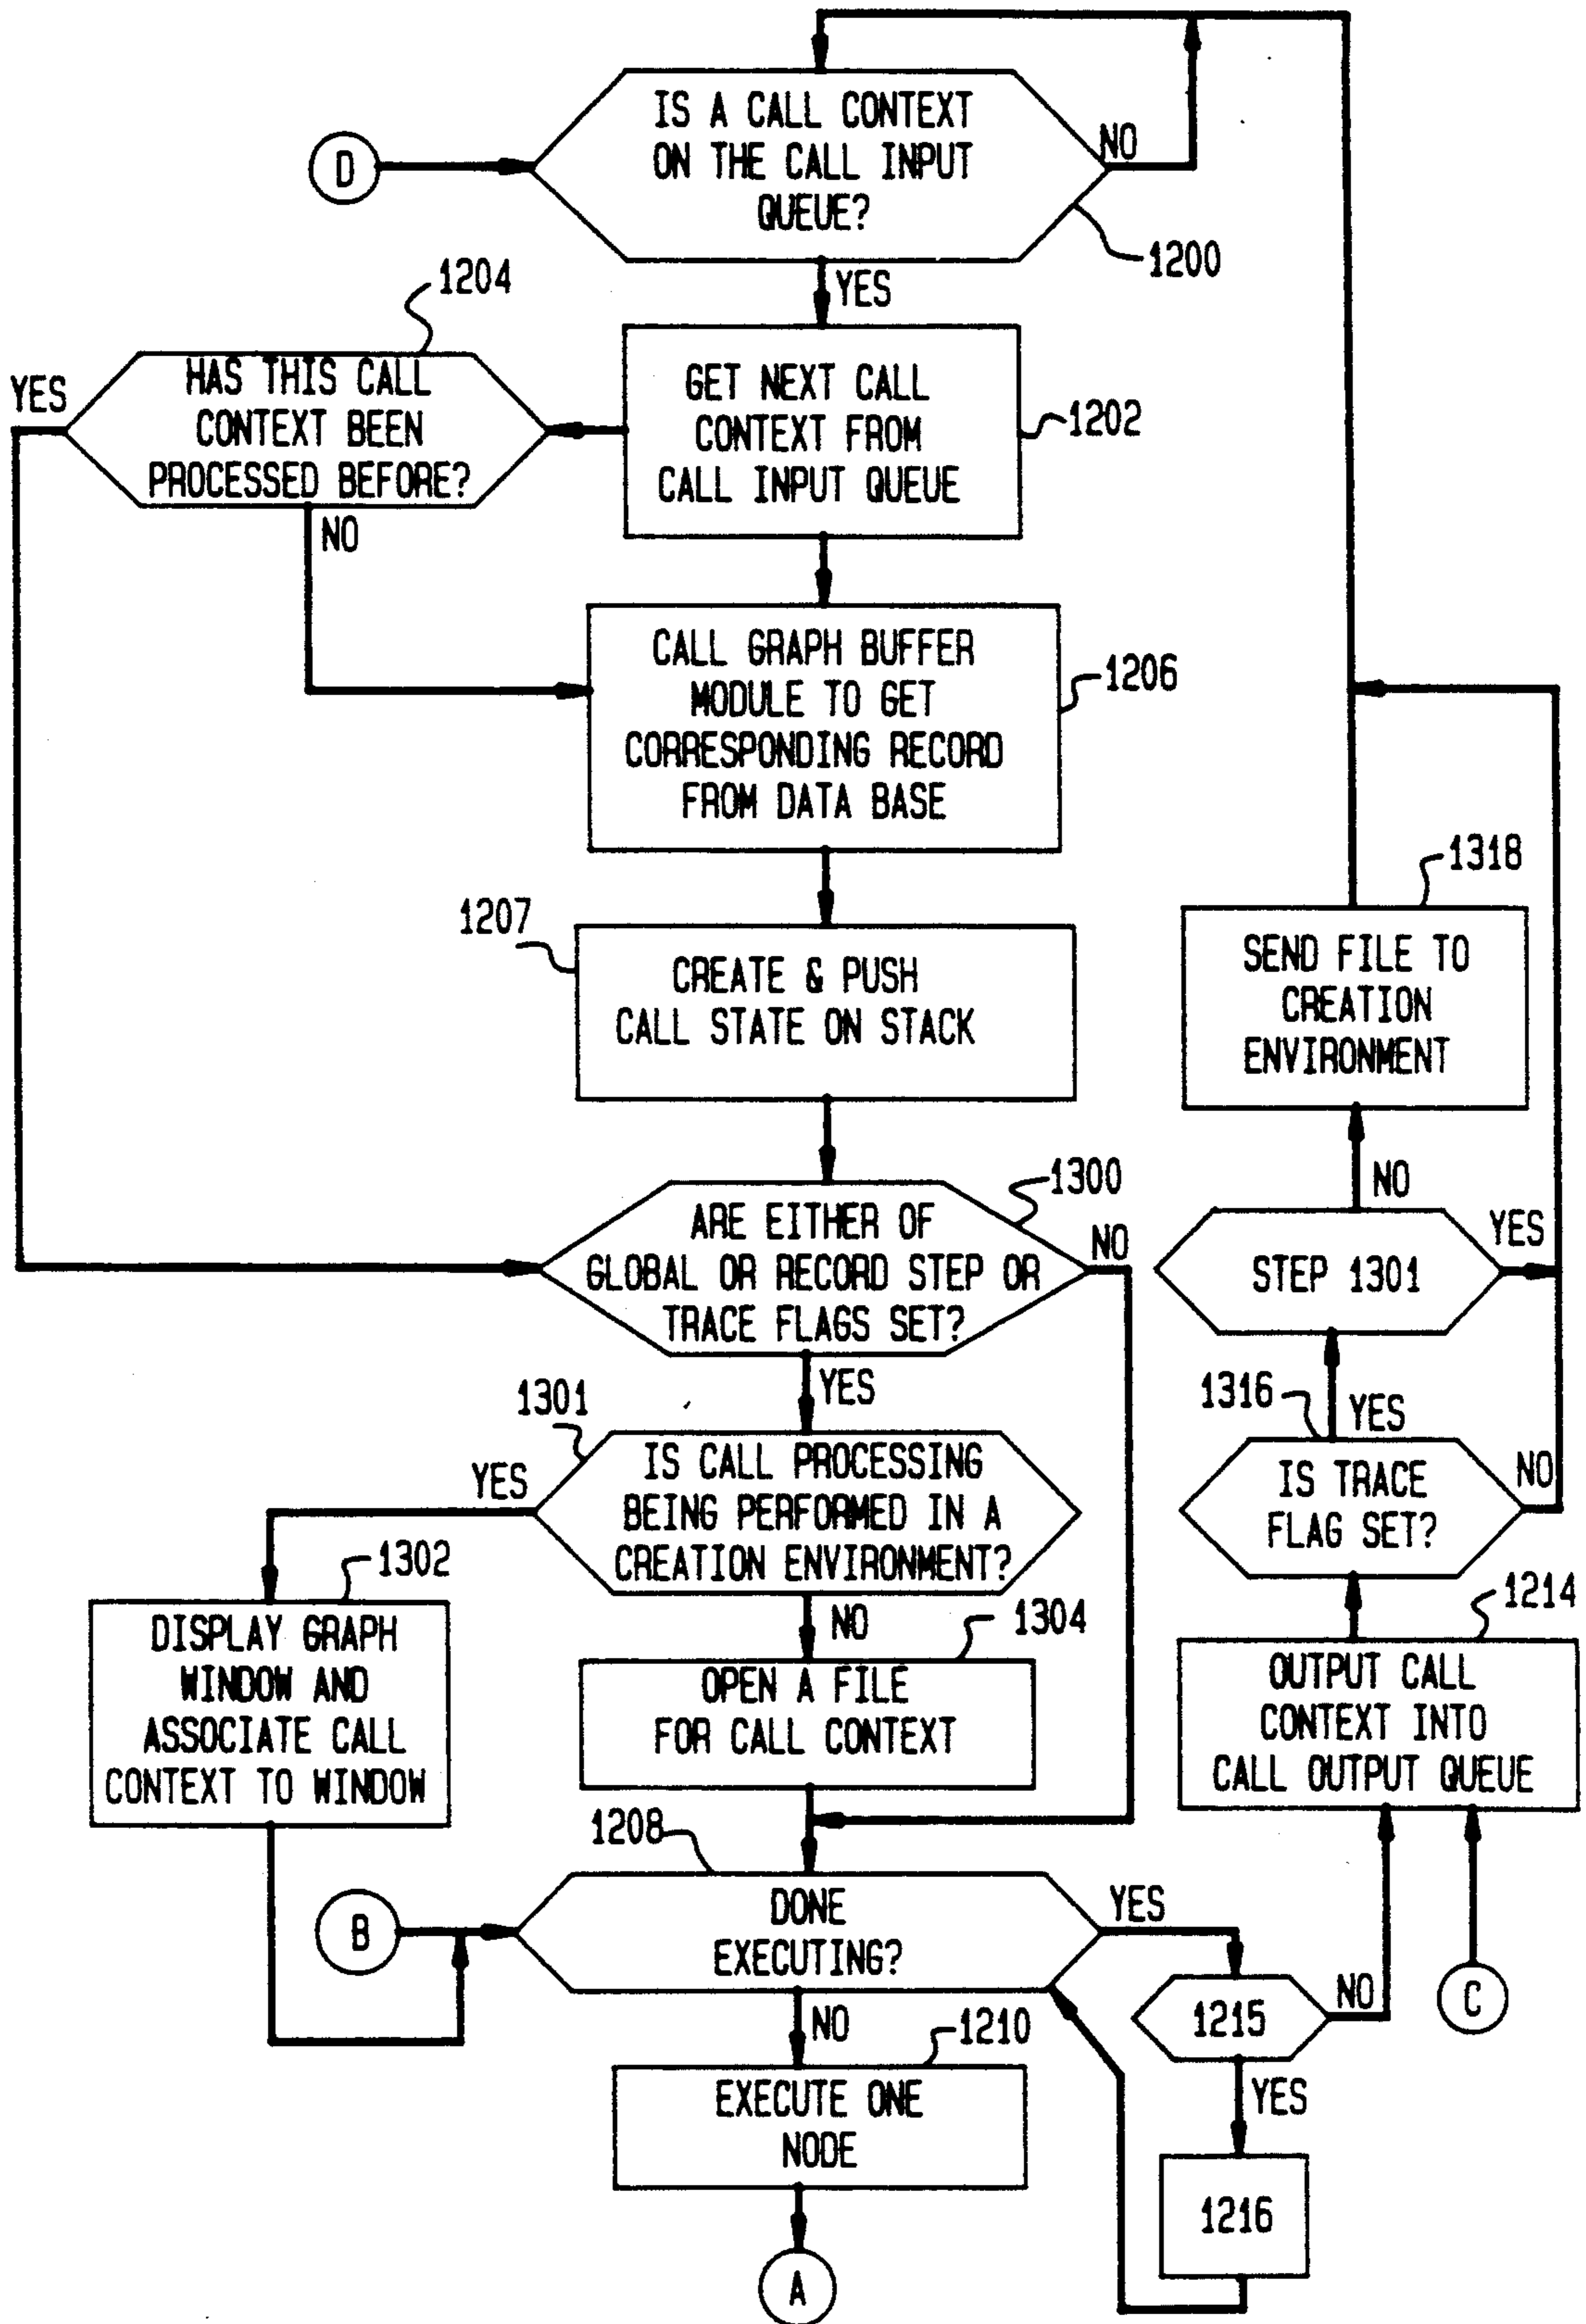 IS A CALL CONTEXT
ON THE CALL INPUT
QUEUE?
NO
D
1200
YES
1204
HAS THIS CALL
CONTEXT BEEN
PROCESSED BEFORE?
YES
NO
GET NEXT CALL
CONTEXT FROM
CALL INPUT QUEUE
1202
CALL GRAPH BUFFER
MODULE TO GET
CORRESPONDING RECORD
FROM DATA BASE
1206
1207
CREATE & PUSH
CALL STATE ON STACK
1318
SEND FILE TO
CREATION
ENVIRONMENT
NO
1300
ARE EITHER OF
GLOBAL OR RECORD STEP OR
TRACE FLAGS SET?
NO
YES
STEP 1301
YES
1301
IS CALL PROCESSING
BEING PERFORMED IN A
CREATION ENVIRONMENT?
YES
NO
1316
YES
IS TRACE
FLAG SET?
NO
1302
DISPLAY GRAPH
WINDOW AND
ASSOCIATE CALL
CONTEXT TO WINDOW
1304
OPEN A FILE
FOR CALL CONTEXT
1214
OUTPUT CALL
CONTEXT INTO
CALL OUTPUT QUEUE
1208
B
DONE
EXECUTING?
YES
NO
1215
NO
C
YES
1210
EXECUTE ONE
NODE
1216
A